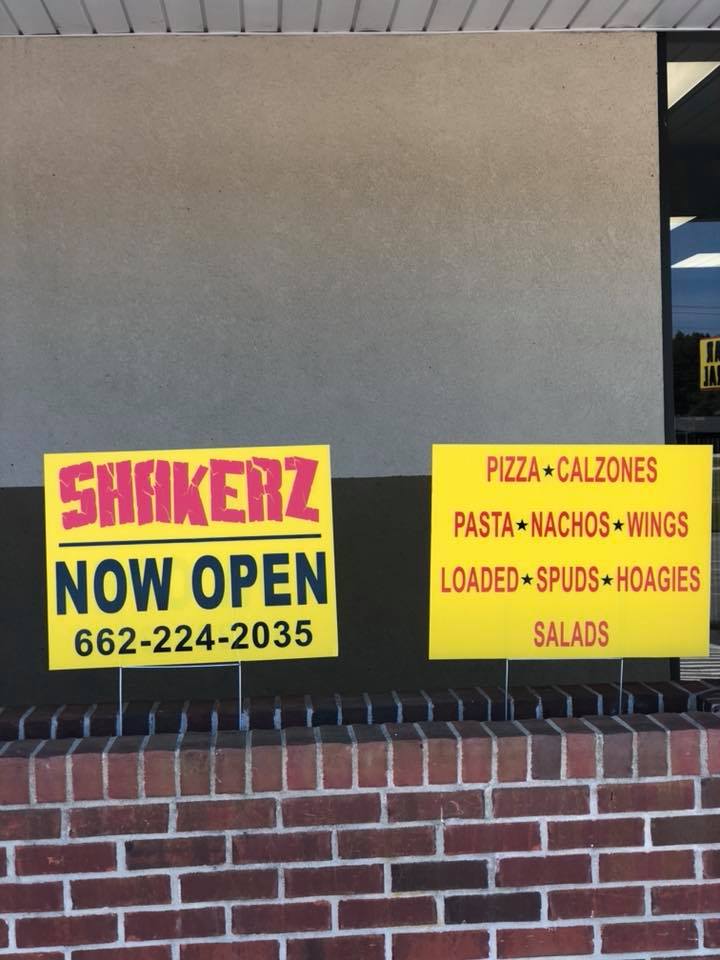 SHAKERZ
NOW OPEN
662-224-2035
PIZZA★CALZONES
PASTA★NACHOS★WINGS
LOADED★SPUDS★HOAGIES
SALADS